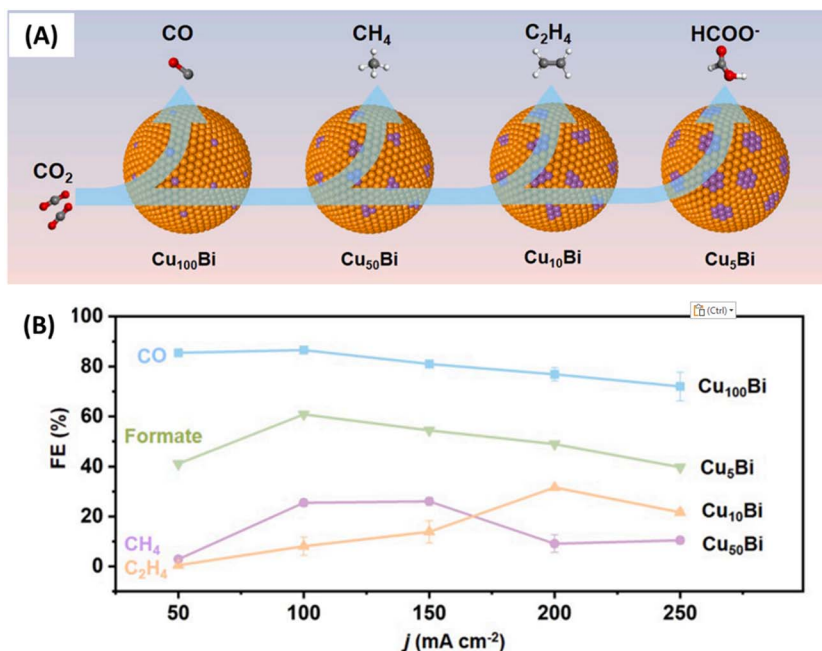 (A)
CO
CH₄
C₂H₄
HCOO⁻
CO₂
Cu₁₀₀Bi
Cu₅₀Bi
Cu₁₀Bi
Cu₅Bi
(B)
(Ctrl)
100
80
60
40
20
0
FE (%)
CO
Formate
CH₄
C₂H₄
Cu₁₀₀Bi
Cu₅Bi
Cu₁₀Bi
Cu₅₀Bi
50 100 150 200 250
j (mA cm⁻²)